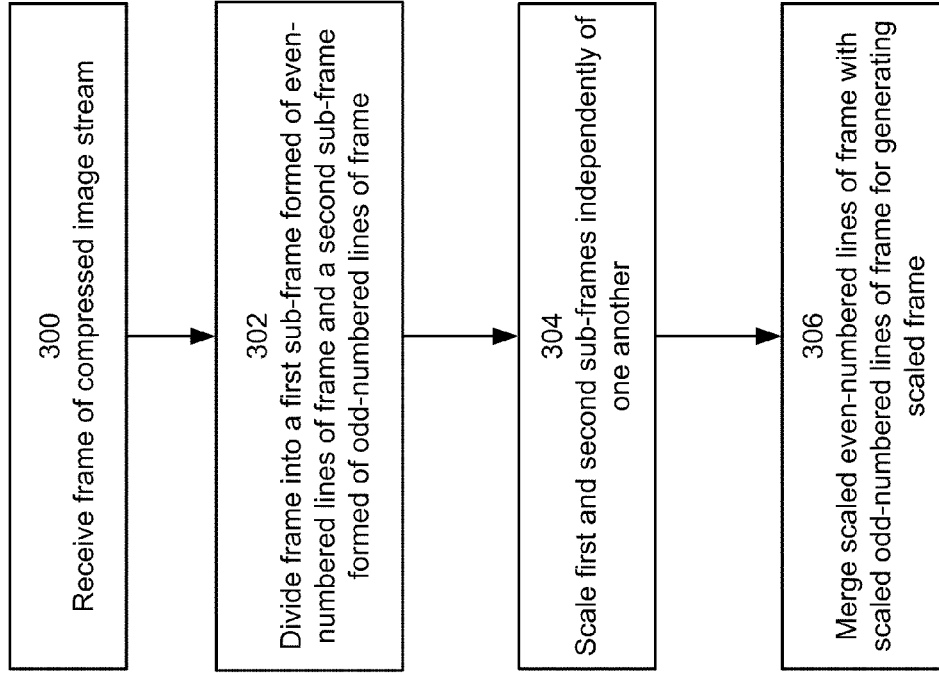 300
Receive frame of compressed image stream
302
Divide frame into a first sub-frame formed of even-
numbered lines of frame and a second sub-frame
formed of odd-numbered lines of frame
304
Scale first and second sub-frames independently of
one another
306
Merge scaled even-numbered lines of frame with
scaled odd-numbered lines of frame for generating
scaled frame